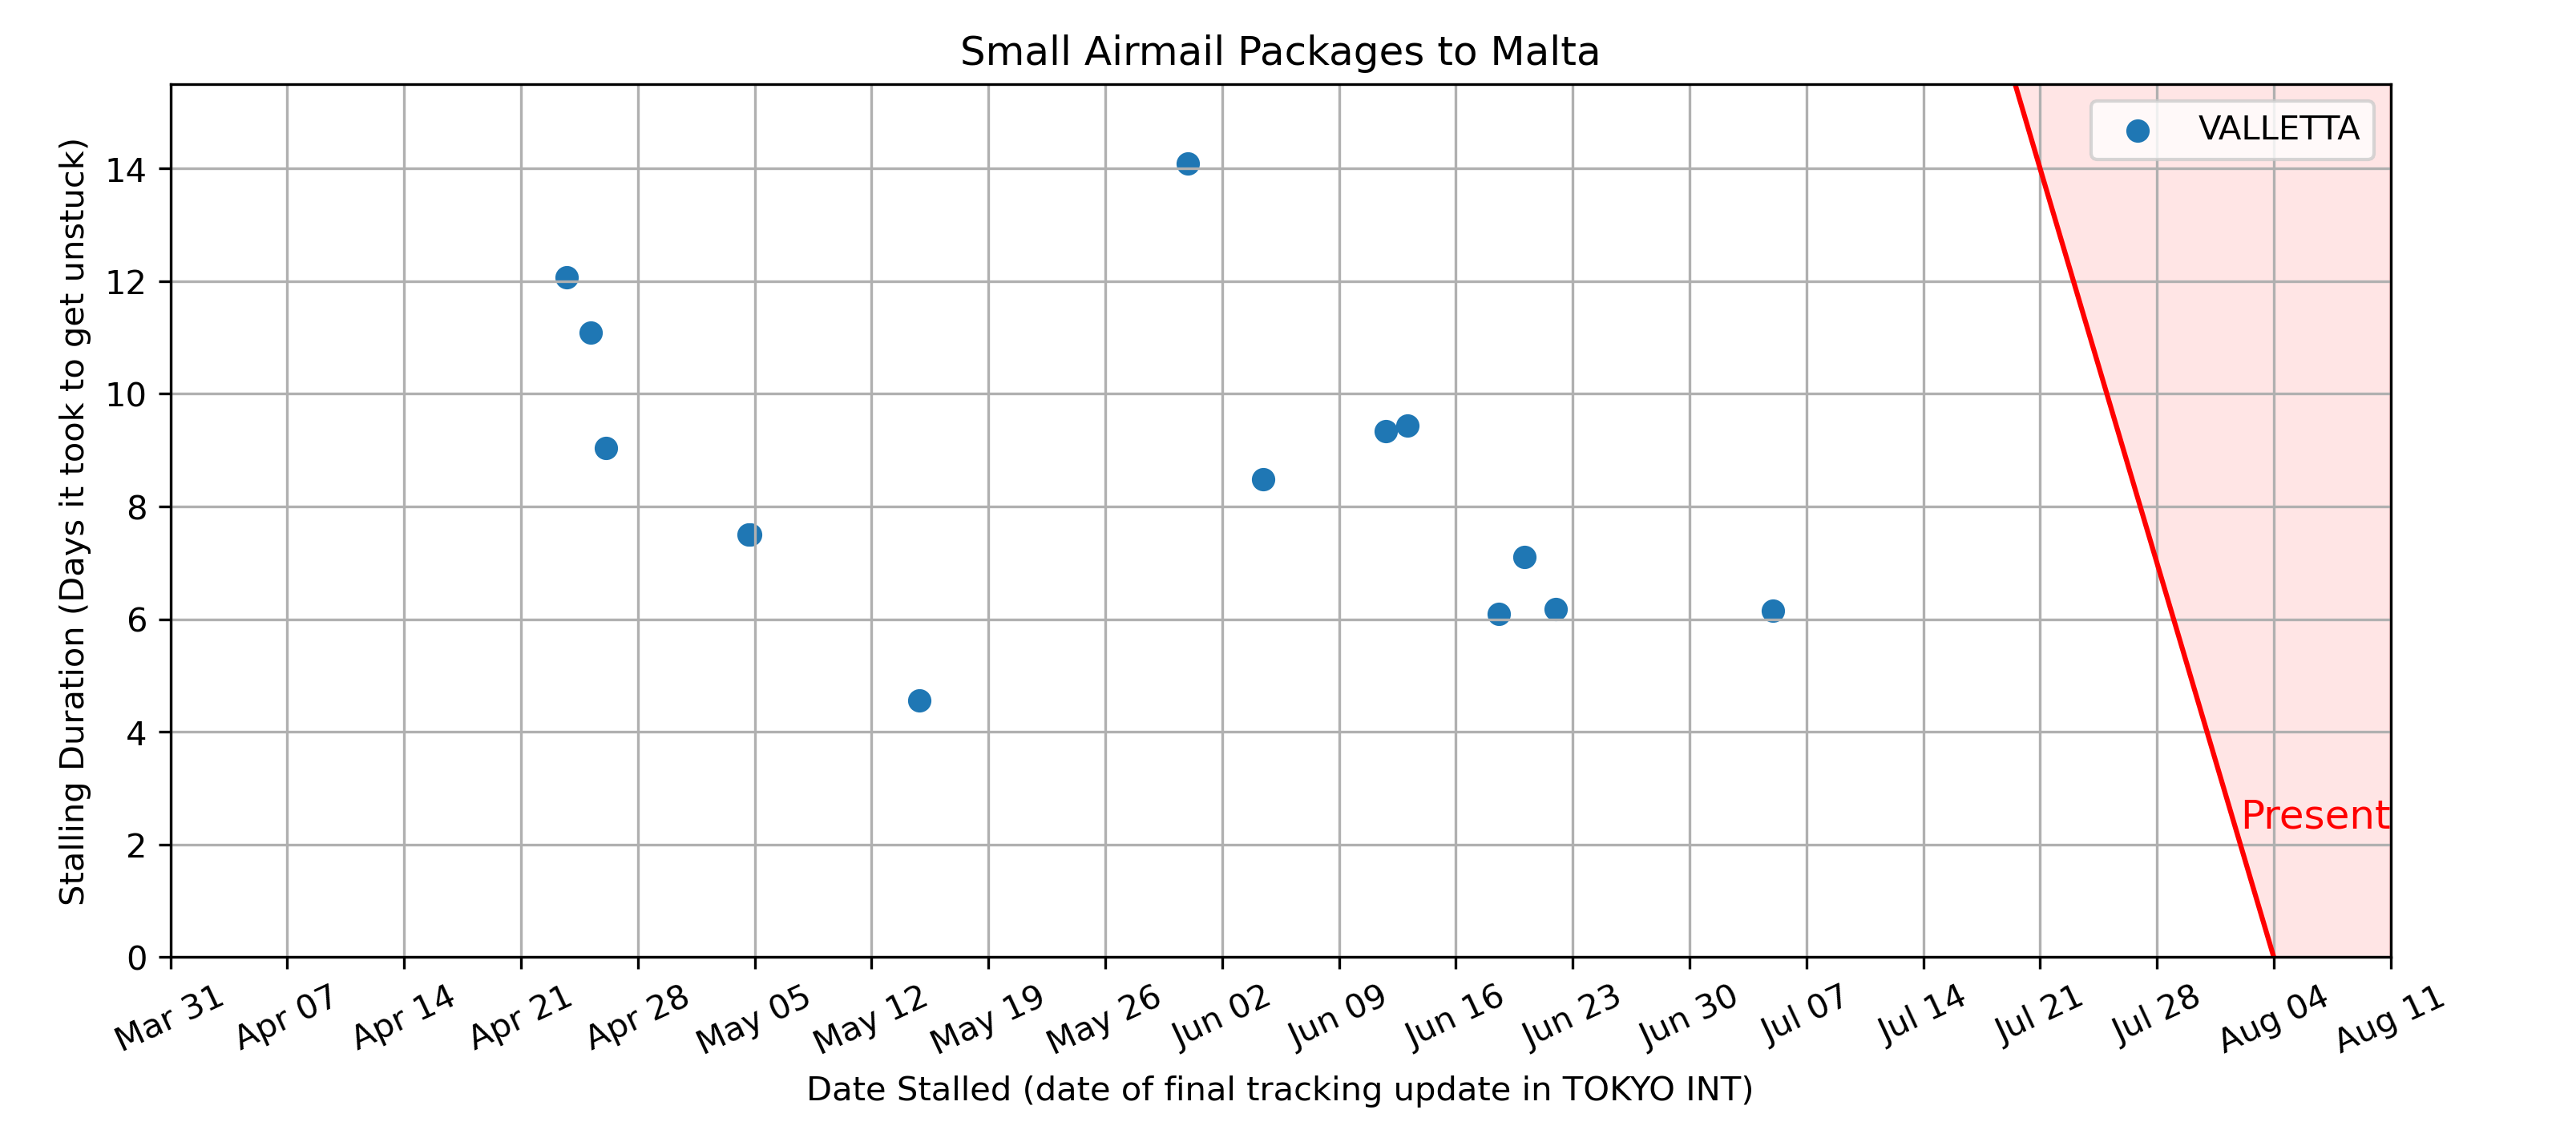 Small Airmail Packages to Malta
VALLETTA
Stalling Duration (Days it took to get unstuck)
14
12
10
8
6
4
2
0
Present
Mar 31 Apr 07 Apr 14 Apr 21 Apr 28 May 05 May 12 May 19 May 26 Jun 02 Jun 09 Jun 16 Jun 23 Jun 30 Jul 07 Jul 14 Jul 21 Jul 28 Aug 04 Aug 11
Date Stalled (date of final tracking update in TOKYO INT)